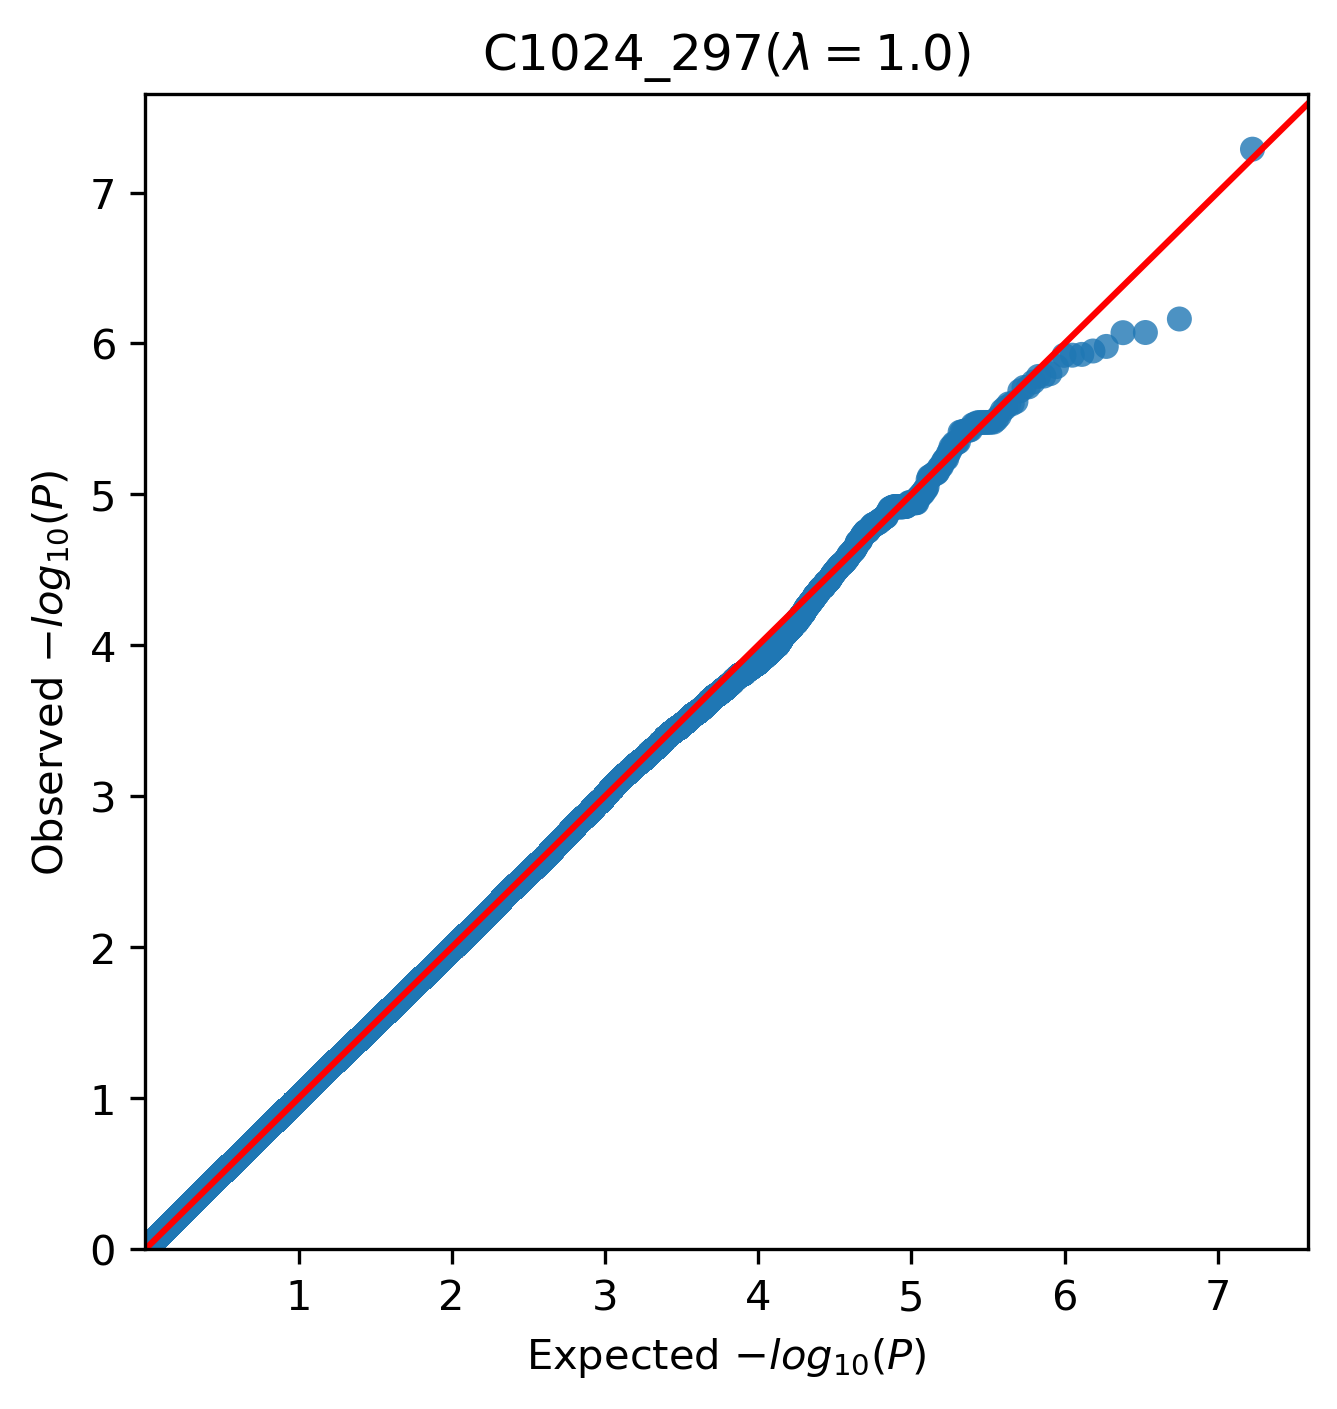 C1024_297(λ = 1.0)
Observed −log₁₀(P)
7
6
5
4
3
2
1
0
1 2 3 4 5 6 7
Expected −log₁₀(P)